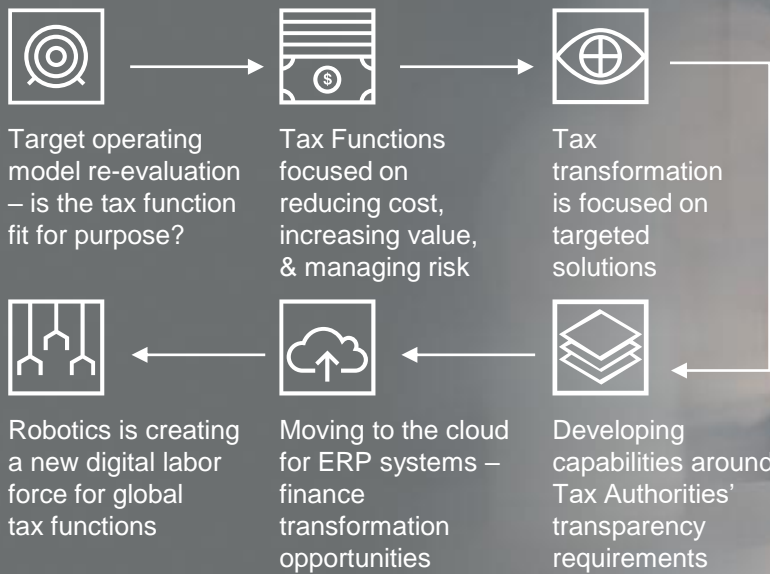 $
Target operating
model re-evaluation
– is the tax function
fit for purpose?
Tax Functions
focused on
reducing cost,
increasing value,
& managing risk
Tax
transformation
is focused on
targeted
solutions
Developing
capabilities around
Tax Authorities’
transparency
requirements
Moving to the cloud
for ERP systems –
finance
transformation
opportunities
Robotics is creating
a new digital labor
force for global
tax functions